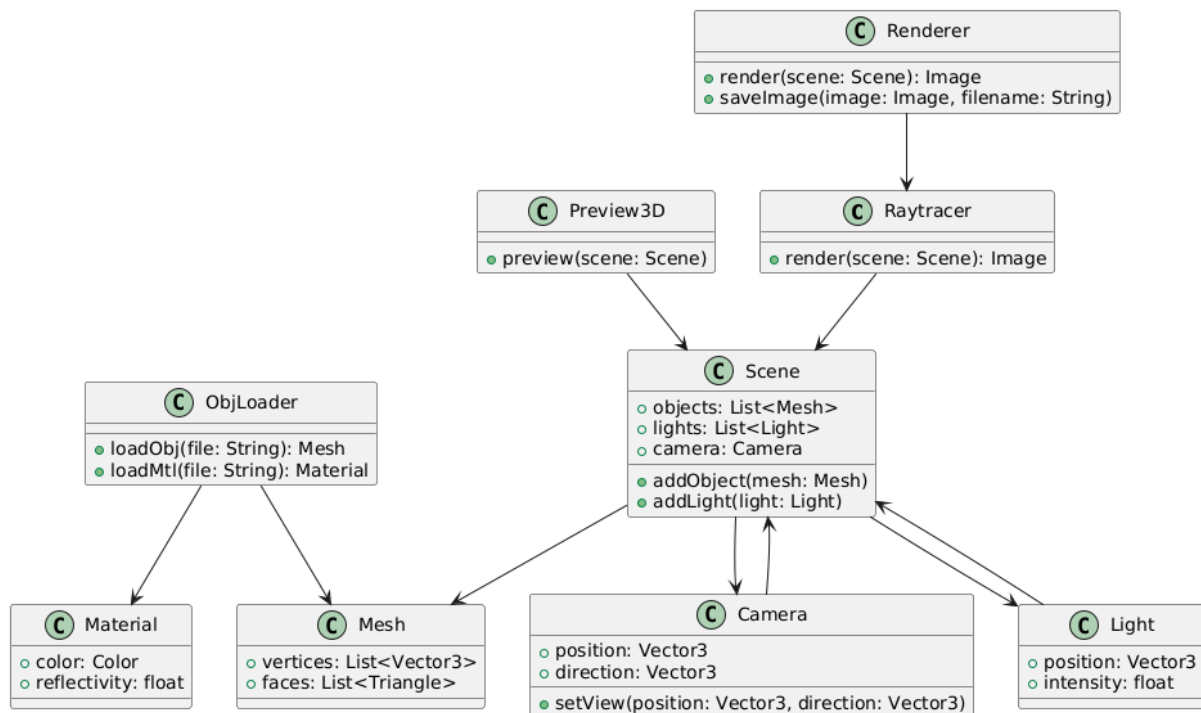 C Renderer
render(scene: Scene): Image
saveImage(image: Image, filename: String)
C Preview3D
preview(scene: Scene)
C Raytracer
render(scene: Scene): Image
C Scene
objects: List<Mesh>
lights: List<Light>
camera: Camera
addObject(mesh: Mesh)
addLight(light: Light)
C ObjLoader
loadObj(file: String): Mesh
loadMtl(file: String): Material
C Material
color: Color
reflectivity: float
C Mesh
vertices: List<Vector3>
faces: List<Triangle>
C Camera
position: Vector3
direction: Vector3
setView(position: Vector3, direction: Vector3)
C Light
position: Vector3
intensity: float